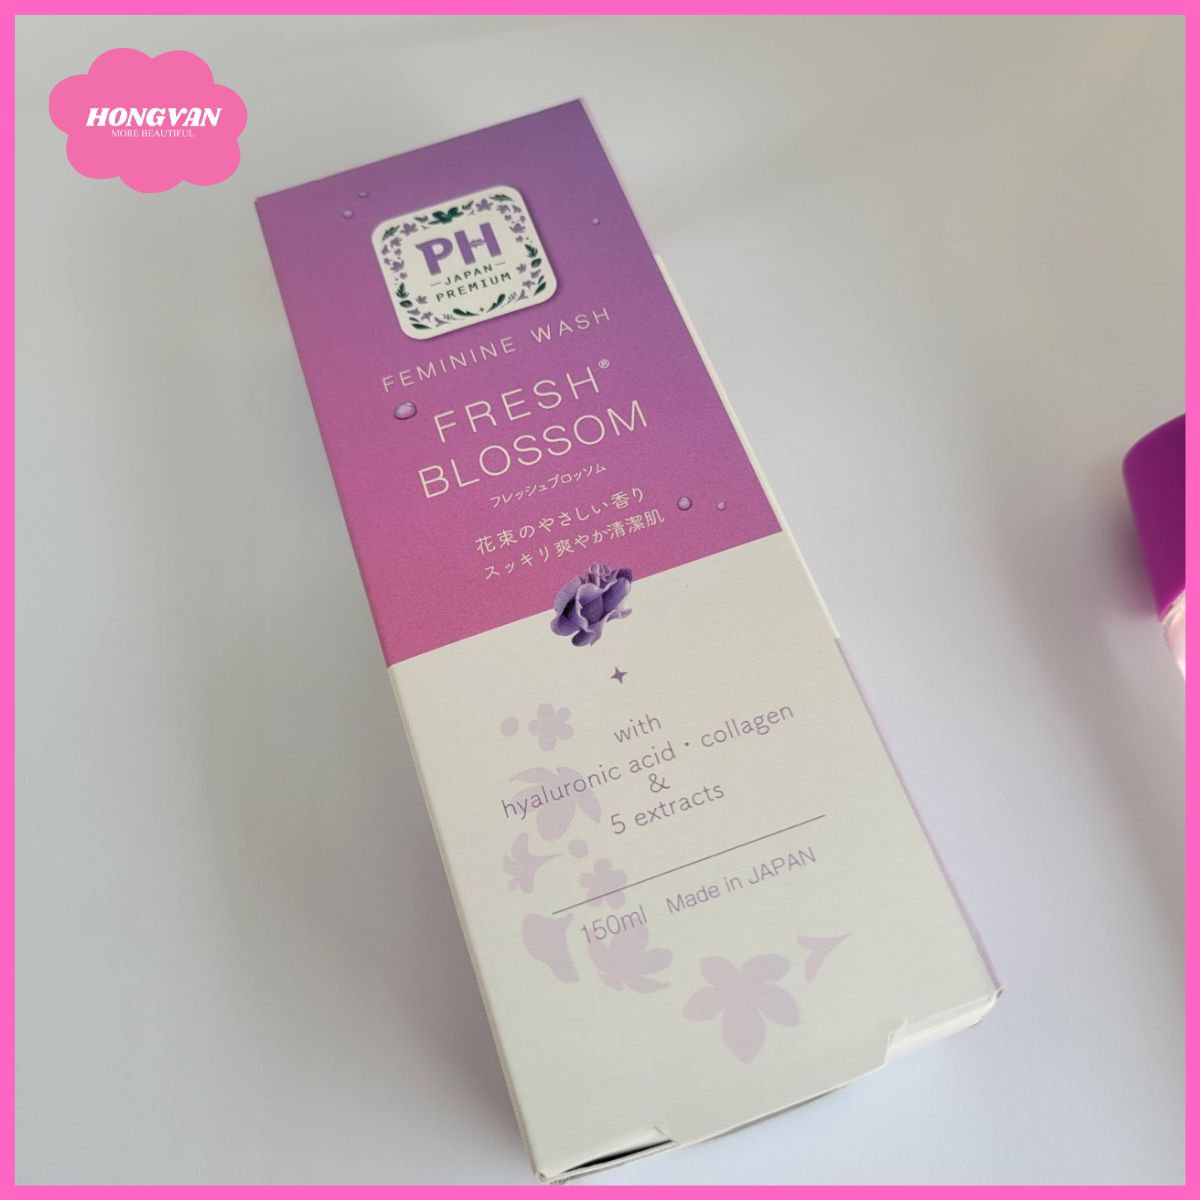 HONGVAN
MORE BEAUTIFUL
PH
JAPAN
PREMIUM
FEMININE WASH
FRESH®
BLOSSOM
フレッシュブロッソム
花束のやさしい香り
スッキリ爽やか清潔肌
with
hyaluronic acid・collagen
&
5 extracts
150ml Made in JAPAN